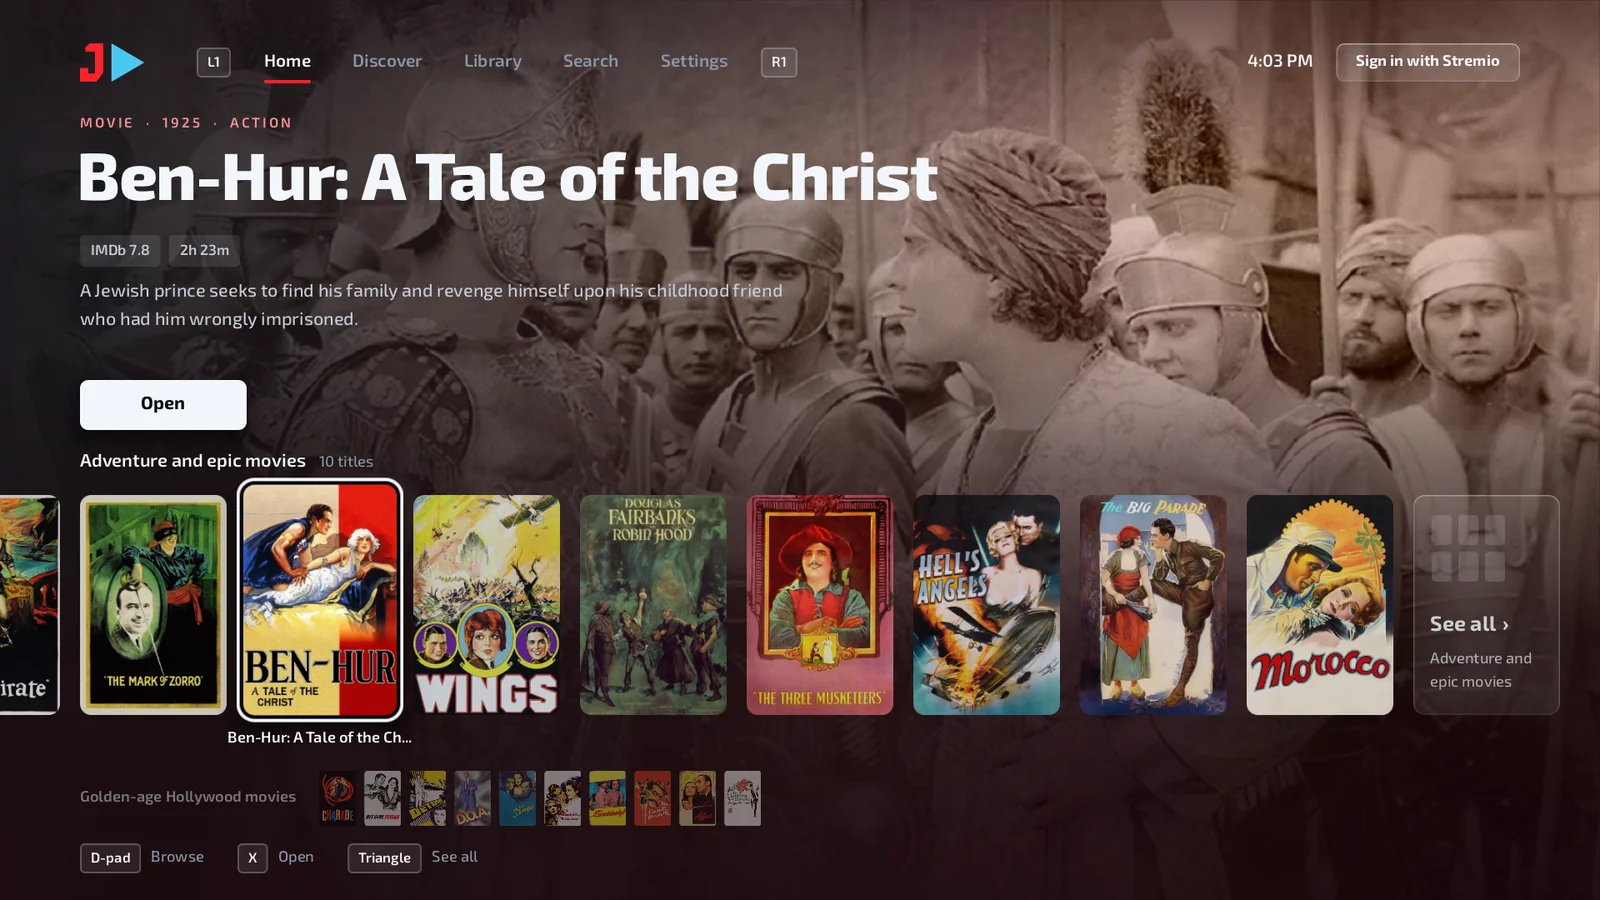 L1 Home Discover Library Search Settings R1 4:03 PM Sign in with Stremio
MOVIE · 1925 · ACTION
Ben-Hur: A Tale of the Christ
IMDb 7.8 2h 23m
A Jewish prince seeks to find his family and revenge himself upon his childhood friend
who had him wrongly imprisoned.
Open
Adventure and epic movies 10 titles
irate"
"THE MARK OF ZORRO"
BEN-HUR
A TALE of THE
CHRIST
WINGS
DOUGLAS
FAIRBANKS
ROBIN HOOD
"THE THREE MUSKETEERS"
HELL'S
ANGELS
The BIG PARADE
Morocco
See all ›
Adventure and
epic movies
Ben-Hur: A Tale of the Ch...
Golden-age Hollywood movies
CHARADE
D.O.A.
D-pad Browse X Open Triangle See all